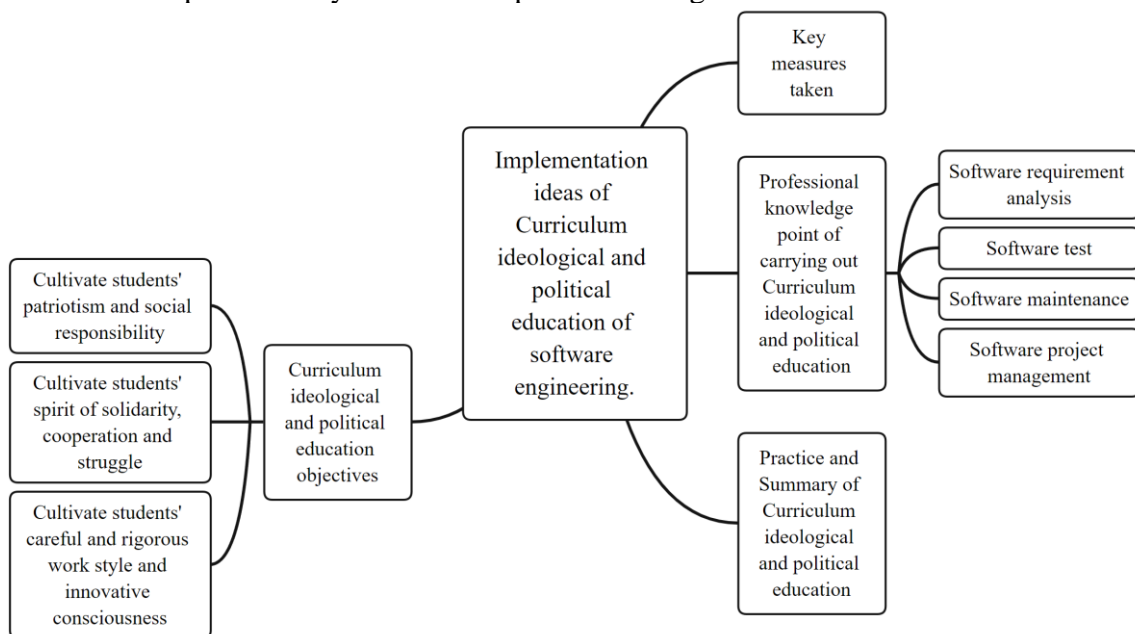 Key
measures
taken
Implementation
ideas of
Curriculum
ideological and
political
education of
software
engineering.
Professional
knowledge
point of
carrying out
Curriculum
ideological
and political
education
Software requirement
analysis
Software test
Software maintenance
Software project
management
Practice and
Summary of
Curriculum
ideological
and political
education
Curriculum
ideological
and political
education
objectives
Cultivate students'
patriotism and social
responsibility
Cultivate students'
spirit of solidarity,
cooperation and
struggle
Cultivate students'
careful and rigorous
work style and
innovative
consciousness